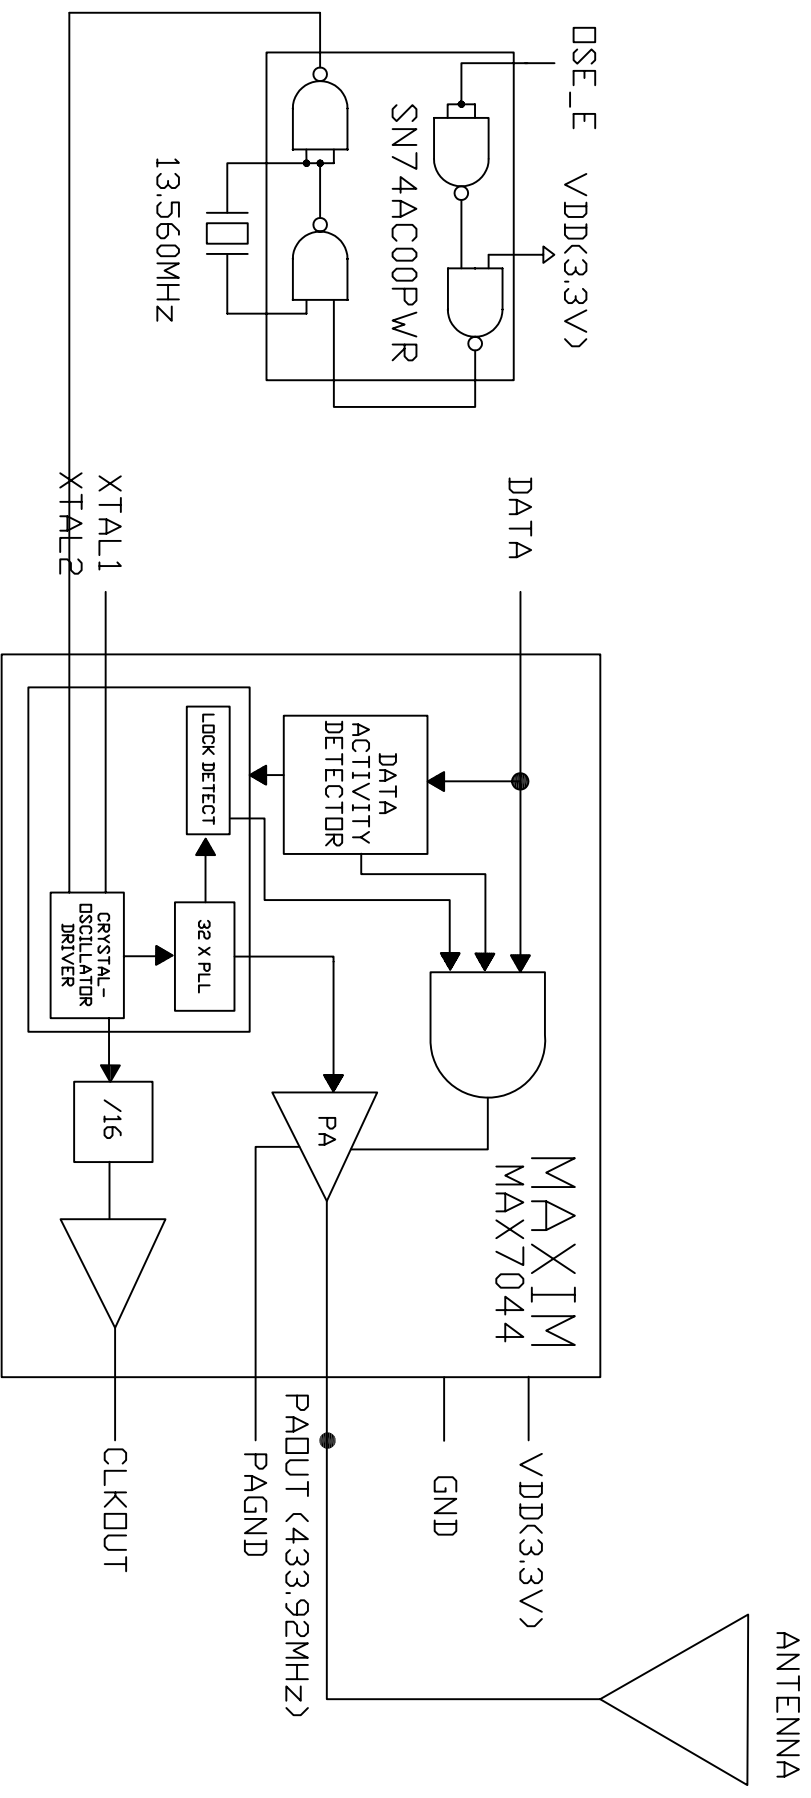 OSE_E
VDD(3.3V)
SN74AC00PWR
13.560MHz
DATA
XTAL1
XTAL2
DATA
ACTIVITY
DETECTOR
LOCK DETECT
32 X PLL
CRYSTAL-
OSCILLATOR
DRIVER
/16
PA
MAXIM
MAX7044
VDD(3.3V)
GND
PAOUT (433.92MHz)
PAGND
CLKOUT
ANTENNA